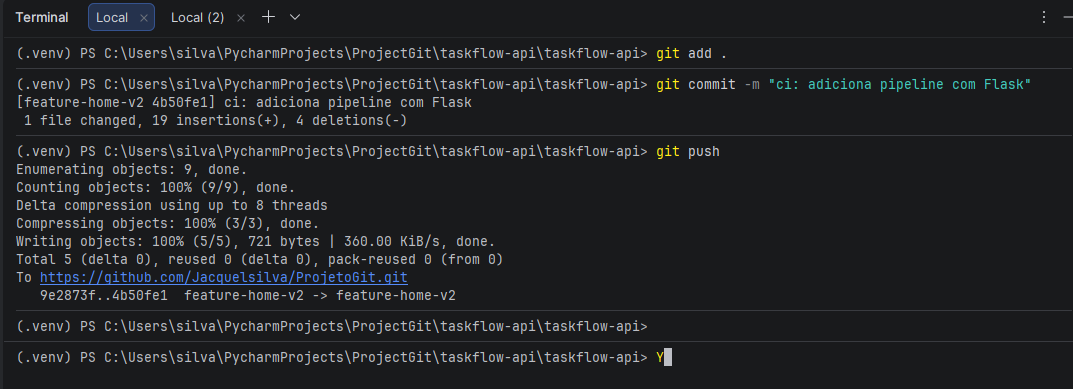 Terminal Local × Local (2) ×
(.venv) PS C:\Users\silva\PycharmProjects\ProjectGit\taskflow-api\taskflow-api> git add .
(.venv) PS C:\Users\silva\PycharmProjects\ProjectGit\taskflow-api\taskflow-api> git commit -m "ci: adiciona pipeline com Flask"
[feature-home-v2 4b50fe1] ci: adiciona pipeline com Flask
 1 file changed, 19 insertions(+), 4 deletions(-)
(.venv) PS C:\Users\silva\PycharmProjects\ProjectGit\taskflow-api\taskflow-api> git push
Enumerating objects: 9, done.
Counting objects: 100% (9/9), done.
Delta compression using up to 8 threads
Compressing objects: 100% (3/3), done.
Writing objects: 100% (5/5), 721 bytes | 360.00 KiB/s, done.
Total 5 (delta 0), reused 0 (delta 0), pack-reused 0 (from 0)
To https://github.com/Jacquelsilva/ProjetoGit.git
   9e2873f..4b50fe1  feature-home-v2 -> feature-home-v2
(.venv) PS C:\Users\silva\PycharmProjects\ProjectGit\taskflow-api\taskflow-api>
(.venv) PS C:\Users\silva\PycharmProjects\ProjectGit\taskflow-api\taskflow-api> Y